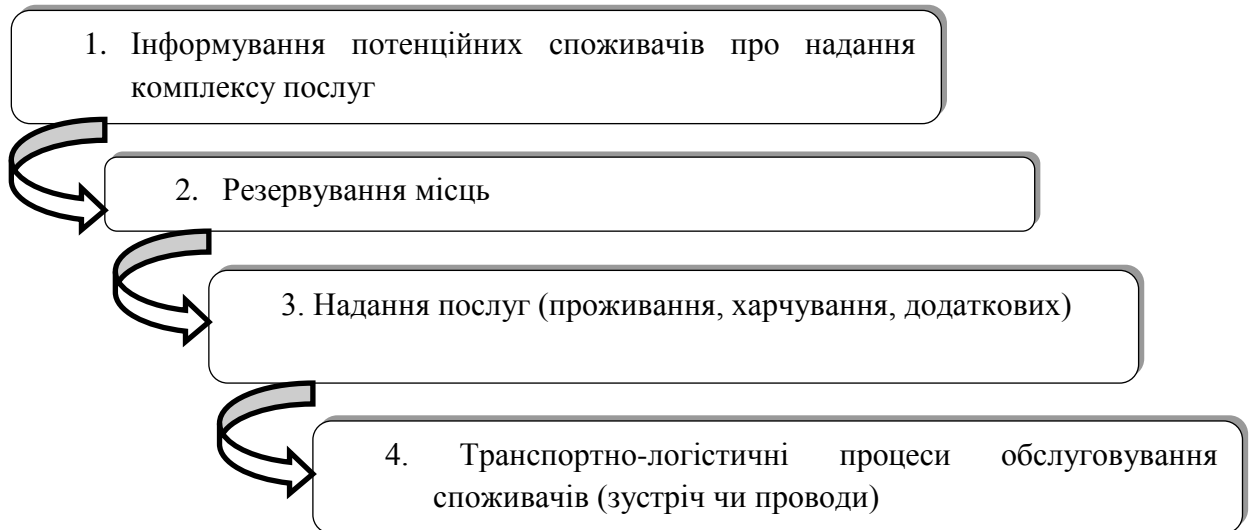 1. Інформування потенційних споживачів про надання
комплексу послуг
2. Резервування місць
3. Надання послуг (проживання, харчування, додаткових)
4. Транспортно-логістичні процеси обслуговування
споживачів (зустріч чи проводи)